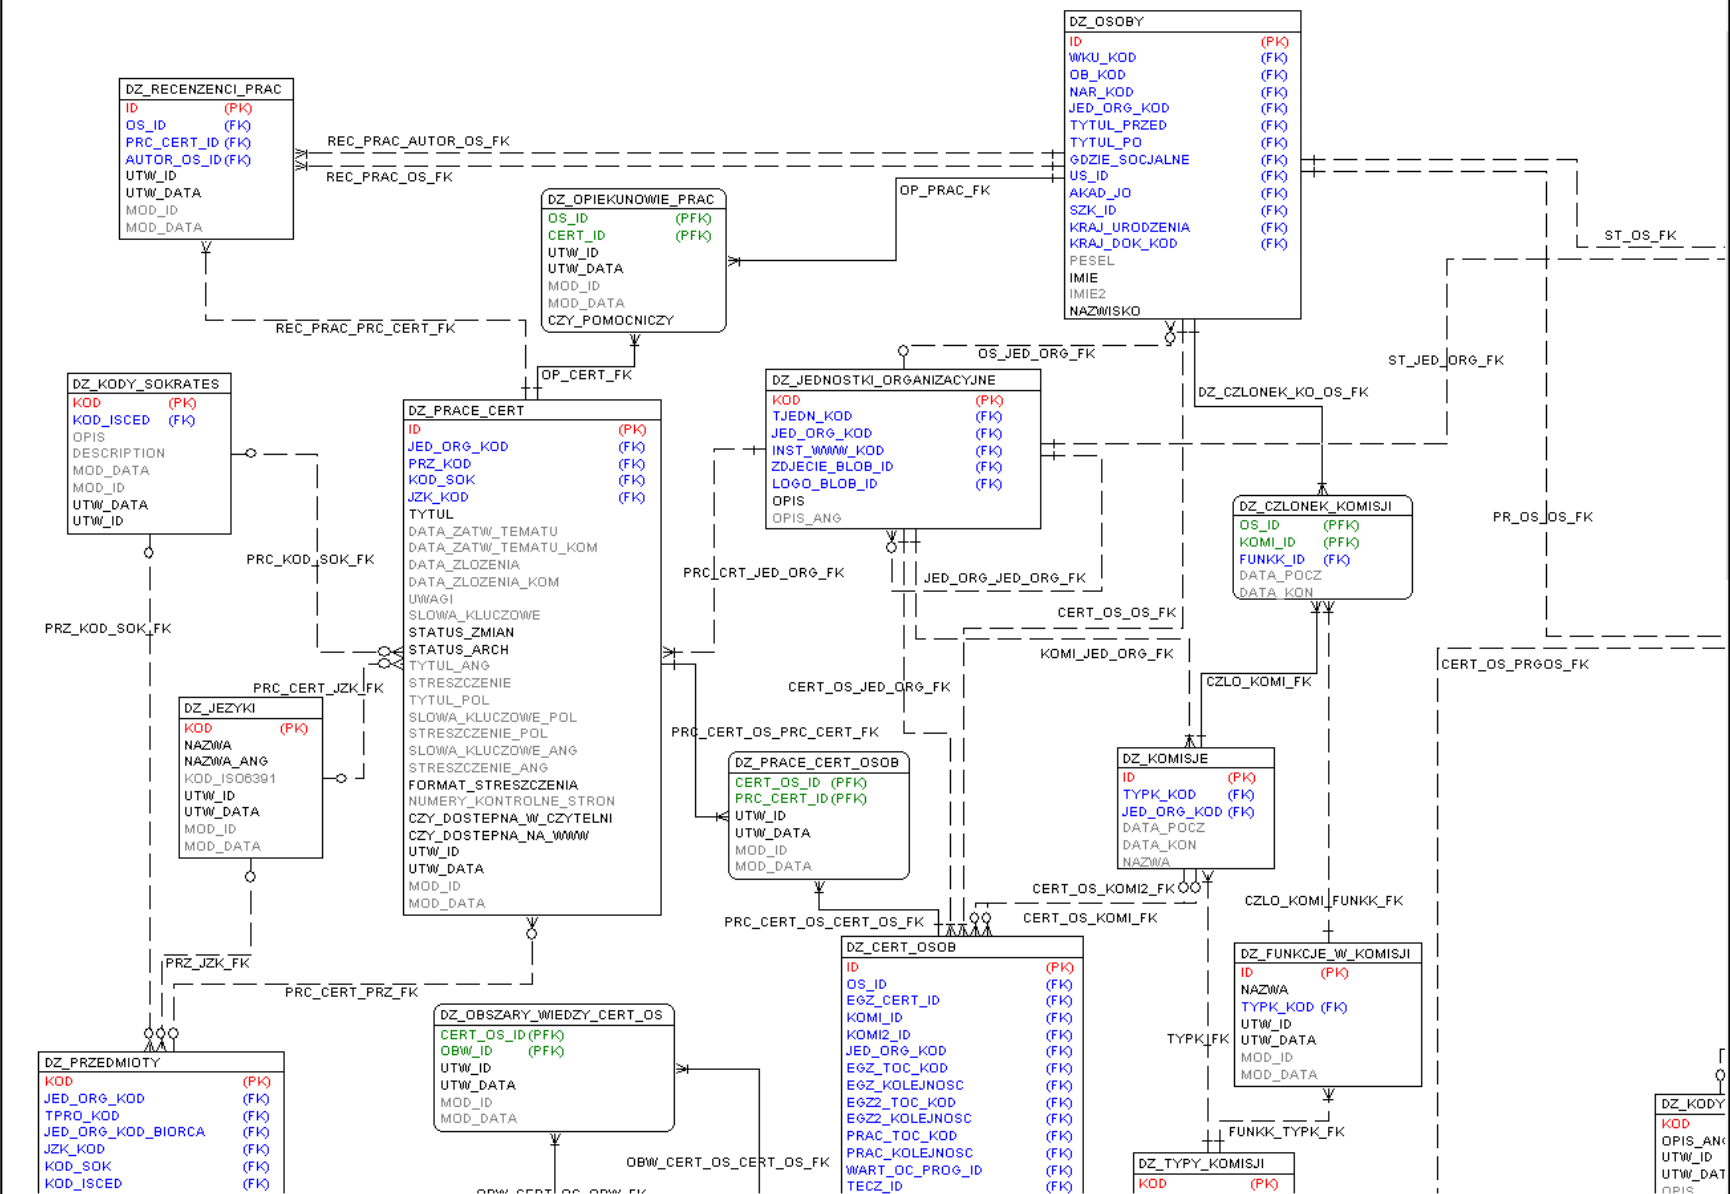 DZ_OSOBY
ID (PK)
WKU_KOD (FK)
OB_KOD (FK)
NAR_KOD (FK)
JED_ORG_KOD (FK)
TYTUL_PRZED (FK)
TYTUL_PO (FK)
GDZIE_SOCJALNE (FK)
US_ID (FK)
AKAD_JO (FK)
SZK_ID (FK)
KRAJ_URODZENIA (FK)
KRAJ_DOK_KOD (FK)
PESEL
IMIE
IMIE2
NAZWISKO
DZ_RECENZENCI_PRAC
ID (PK)
OS_ID (FK)
PRC_CERT_ID (FK)
AUTOR_OS_ID (FK)
UTW_ID
UTW_DATA
MOD_ID
MOD_DATA
REC_PRAC_AUTOR_OS_FK
REC_PRAC_OS_FK
OP_PRAC_FK
DZ_OPIEKUNOWIE_PRAC
OS_ID (PFK)
CERT_ID (PFK)
UTW_ID
UTW_DATA
MOD_ID
MOD_DATA
CZY_POMOCNICZY
ST_OS_FK
REC_PRAC_PRC_CERT_FK
OP_CERT_FK
OS_JED_ORG_FK
ST_JED_ORG_FK
DZ_CZLONEK_KO_OS_FK
DZ_KODY_SOKRATES
KOD (PK)
KOD_ISCED (FK)
OPIS
DESCRIPTION
MOD_DATA
MOD_ID
UTW_DATA
UTW_ID
DZ_PRACE_CERT
ID (PK)
JED_ORG_KOD (FK)
PRZ_KOD (FK)
KOD_SOK (FK)
JZK_KOD (FK)
TYTUL
DATA_ZATW_TEMATU
DATA_ZATW_TEMATU_KOM
DATA_ZLOZENIA
DATA_ZLOZENIA_KOM
UWAGI
SLOWA_KLUCZOWE
STATUS_ZMIAN
STATUS_ARCH
TYTUL_ANG
STRESZCZENIE
TYTUL_POL
SLOWA_KLUCZOWE_POL
STRESZCZENIE_POL
SLOWA_KLUCZOWE_ANG
STRESZCZENIE_ANG
FORMAT_STRESZCZENIA
NUMERY_KONTROLNE_STRON
CZY_DOSTEPNA_W_CZYTELNI
CZY_DOSTEPNA_NA_WWW
UTW_ID
UTW_DATA
MOD_ID
MOD_DATA
DZ_JEDNOSTKI_ORGANIZACYJNE
KOD (PK)
TJEDN_KOD (FK)
JED_ORG_KOD (FK)
INST_WWW_KOD (FK)
ZDJECIE_BLOB_ID (FK)
LOGO_BLOB_ID (FK)
OPIS
OPIS_ANG
DZ_CZLONEK_KOMISJI
OS_ID (PFK)
KOMI_ID (PFK)
FUNKK_ID (FK)
DATA_POCZ
DATA_KON
PR_OS_OS_FK
PRC_KOD_SOK_FK
PRC_CRT_JED_ORG_FK
JED_ORG_JED_ORG_FK
CERT_OS_OS_FK
PRZ_KOD_SOK_FK
KOMI_JED_ORG_FK
CERT_OS_PRGOS_FK
PRC_CERT_JZK_FK
CERT_OS_JED_ORG_FK
CZLO_KOMI_FK
DZ_JEZYKI
KOD (PK)
NAZWA
NAZWA_ANG
KOD_ISO6391
UTW_ID
UTW_DATA
MOD_ID
MOD_DATA
PRC_CERT_OS_PRC_CERT_FK
DZ_PRACE_CERT_OSOB
CERT_OS_ID (PFK)
PRC_CERT_ID (PFK)
UTW_ID
UTW_DATA
MOD_ID
MOD_DATA
DZ_KOMISJE
ID (PK)
TYPK_KOD (FK)
JED_ORG_KOD (FK)
DATA_POCZ
DATA_KON
NAZWA
CERT_OS_KOMI2_FK
CERT_OS_KOMI_FK
CZLO_KOMI_FUNKK_FK
PRC_CERT_OS_CERT_OS_FK
PRZ_JZK_FK
PRC_CERT_PRZ_FK
DZ_CERT_OSOB
ID (PK)
OS_ID (FK)
EGZ_CERT_ID (FK)
KOMI_ID (FK)
KOMI2_ID (FK)
JED_ORG_KOD (FK)
EGZ_TOC_KOD (FK)
EGZ_KOLEJNOSC (FK)
EGZ2_TOC_KOD (FK)
EGZ2_KOLEJNOSC (FK)
PRAC_TOC_KOD (FK)
PRAC_KOLEJNOSC (FK)
WART_OC_PROG_ID (FK)
TECZ_ID (FK)
DZ_FUNKCJE_W_KOMISJI
ID (PK)
NAZWA
TYPK_KOD (FK)
UTW_ID
UTW_DATA
MOD_ID
MOD_DATA
DZ_OBSZARY_WIEDZY_CERT_OS
CERT_OS_ID (PFK)
OBW_ID (PFK)
UTW_ID
UTW_DATA
MOD_ID
MOD_DATA
TYPK_FK
DZ_PRZEDMIOTY
KOD (PK)
JED_ORG_KOD (FK)
TPRO_KOD (FK)
JED_ORG_KOD_BIORCA (FK)
JZK_KOD (FK)
KOD_SOK (FK)
KOD_ISCED (FK)
FUNKK_TYPK_FK
OBW_CERT_OS_CERT_OS_FK
OBW_CERT_OS_OBW_FK
DZ_TYPY_KOMISJI
KOD (PK)
DZ_KODY
KOD
OPIS_AN
UTW_ID
UTW_DAT
OPIS